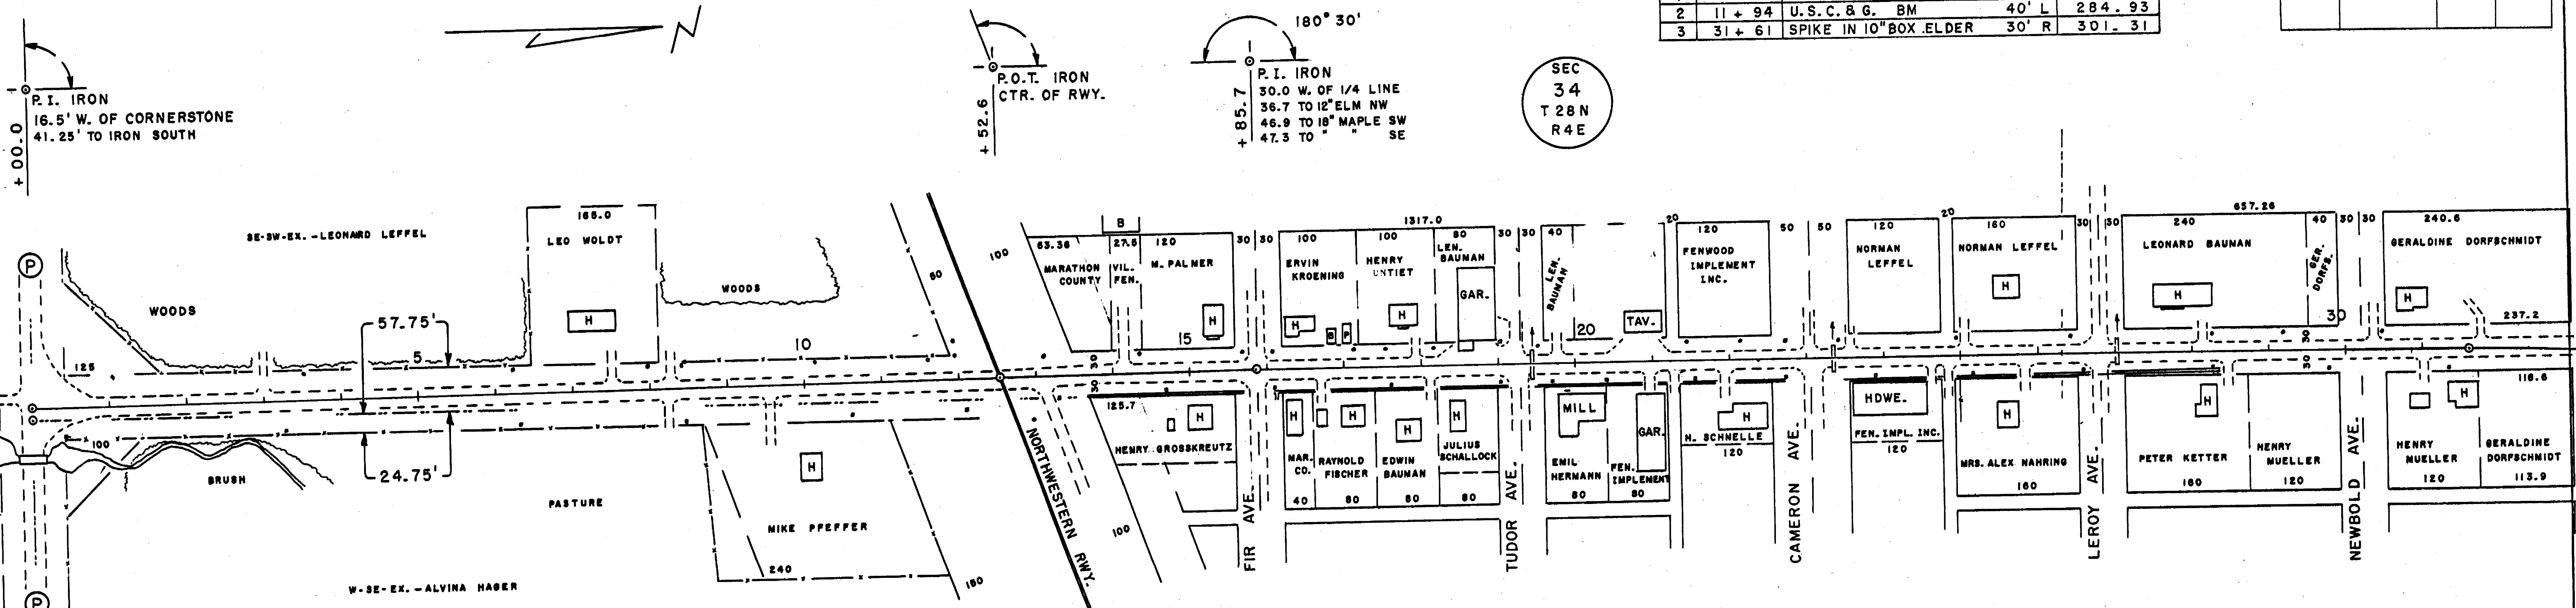 2 11 + 94 U.S.C. & G. BM 40' L 284.93
3 31 + 61 SPIKE IN 10" BOX ELDER 30' R 301.31
N
P.I. IRON
16.5' W. OF CORNERSTONE
41.25' TO IRON SOUTH
+ 00.0
P.O.T. IRON
CTR. OF RWY.
+ 52.6
180° 30'
P.I. IRON
30.0 W. OF 1/4 LINE
36.7 TO 12" ELM NW
46.9 TO 18" MAPLE SW
47.3 TO " " SE
+ 85.7
SEC
34
T 28 N
R4E
SE-SW-EX. - LEONARD LEFFEL
165.0
LEO WOLDT
H
WOODS
WOODS
P
57.75'
5
10
125
100
24.75'
BRUSH
PASTURE
W-SE-EX. - ALVINA HAGER
P
H
MIKE PFEFFER
240
50
100
NORTHWESTERN RWY.
100
150
63.36
MARATHON
COUNTY
B
27.5
VIL.
FEN.
120
M. PALMER
H
15
30 30
1317.0
100
ERVIN
KROENING
H
B
P
100
HENRY
UNTIET
H
80
LEN.
BAUMAN
GAR.
30 30
40
LEN.
BAUMAN
20
TAV.
20
120
FENWOOD
IMPLEMENT
INC.
50 50
120
NORMAN
LEFFEL
20
160
NORMAN LEFFEL
H
30 30
657.26
240
LEONARD BAUMAN
H
40
GER.
DORFS.
30
30 30
240.6
GERALDINE DORFSCHMIDT
H
237.2
30
30
125.7
H
HENRY GROSSKREUTZ
FIR AVE.
H
MAR.
CO.
40
H
RAYNOLD
FISCHER
80
H
EDWIN
BAUMAN
80
H
JULIUS
SCHALLOCK
80
TUDOR AVE.
MILL
EMIL
HERMANN
80
GAR.
FEN.
IMPLEMENT
80
H
H. SCHNELLE
120
CAMERON AVE.
HDWE.
FEN. IMPL. INC.
120
H
MRS. ALEX NAHRING
160
LEROY AVE.
H
PETER KETTER
160
30
30
HENRY
MUELLER
120
NEWBOLD AVE.
HENRY
MUELLER
120
H
116.6
GERALDINE
DORFSCHMIDT
113.9